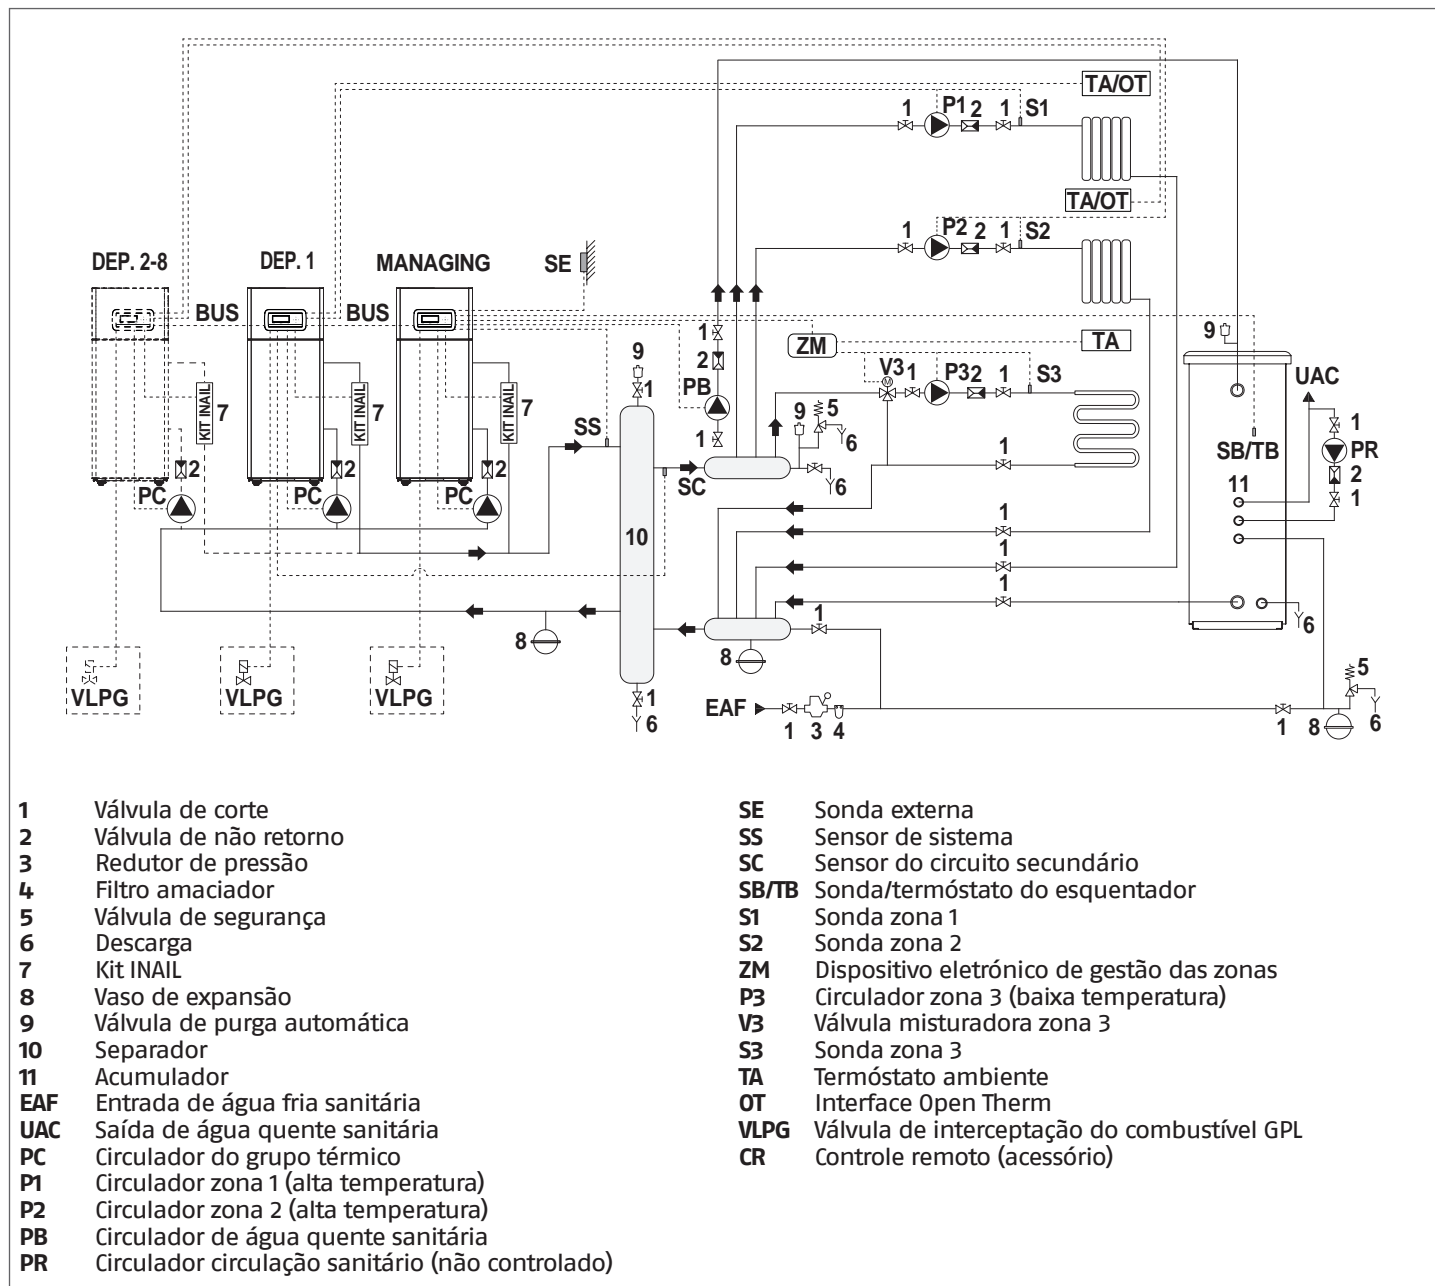 TA/OT
1 P1 2 1 S1
TA/OT
1 P2 2 1 S2
DEP. 2-8 DEP. 1 MANAGING SE
BUS BUS
ZM TA
1 9
2 V3 1 P3 2 1 S3
PB UAC
9 1 9 5 1
KIT INAIL KIT INAIL KIT INAIL
7 7 7 SS 1 6 1 SB/TB PR
2 2 2 SC 6 11 2
PC PC PC 1 1
10
1
1
1
8 8 6
VLPG VLPG VLPG
1 6
EAF 1 3 4 1 8 6 5
1 Válvula de corte
2 Válvula de não retorno
3 Redutor de pressão
4 Filtro amaciador
5 Válvula de segurança
6 Descarga
7 Kit INAIL
8 Vaso de expansão
9 Válvula de purga automática
10 Separador
11 Acumulador
EAF Entrada de água fria sanitária
UAC Saída de água quente sanitária
PC Circulador do grupo térmico
P1 Circulador zona 1 (alta temperatura)
P2 Circulador zona 2 (alta temperatura)
PB Circulador de água quente sanitária
PR Circulador circulação sanitário (não controlado)
SE Sonda externa
SS Sensor de sistema
SC Sensor do circuito secundário
SB/TB Sonda/termóstato do esquentador
S1 Sonda zona 1
S2 Sonda zona 2
ZM Dispositivo eletrónico de gestão das zonas
P3 Circulador zona 3 (baixa temperatura)
V3 Válvula misturadora zona 3
S3 Sonda zona 3
TA Termóstato ambiente
OT Interface Open Therm
VLPG Válvula de interceptação do combustível GPL
CR Controle remoto (acessório)